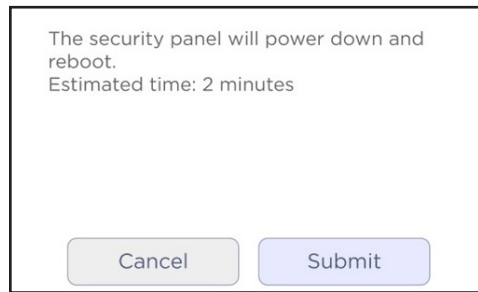 The security panel will power down and
reboot.
Estimated time: 2 minutes
Cancel
Submit